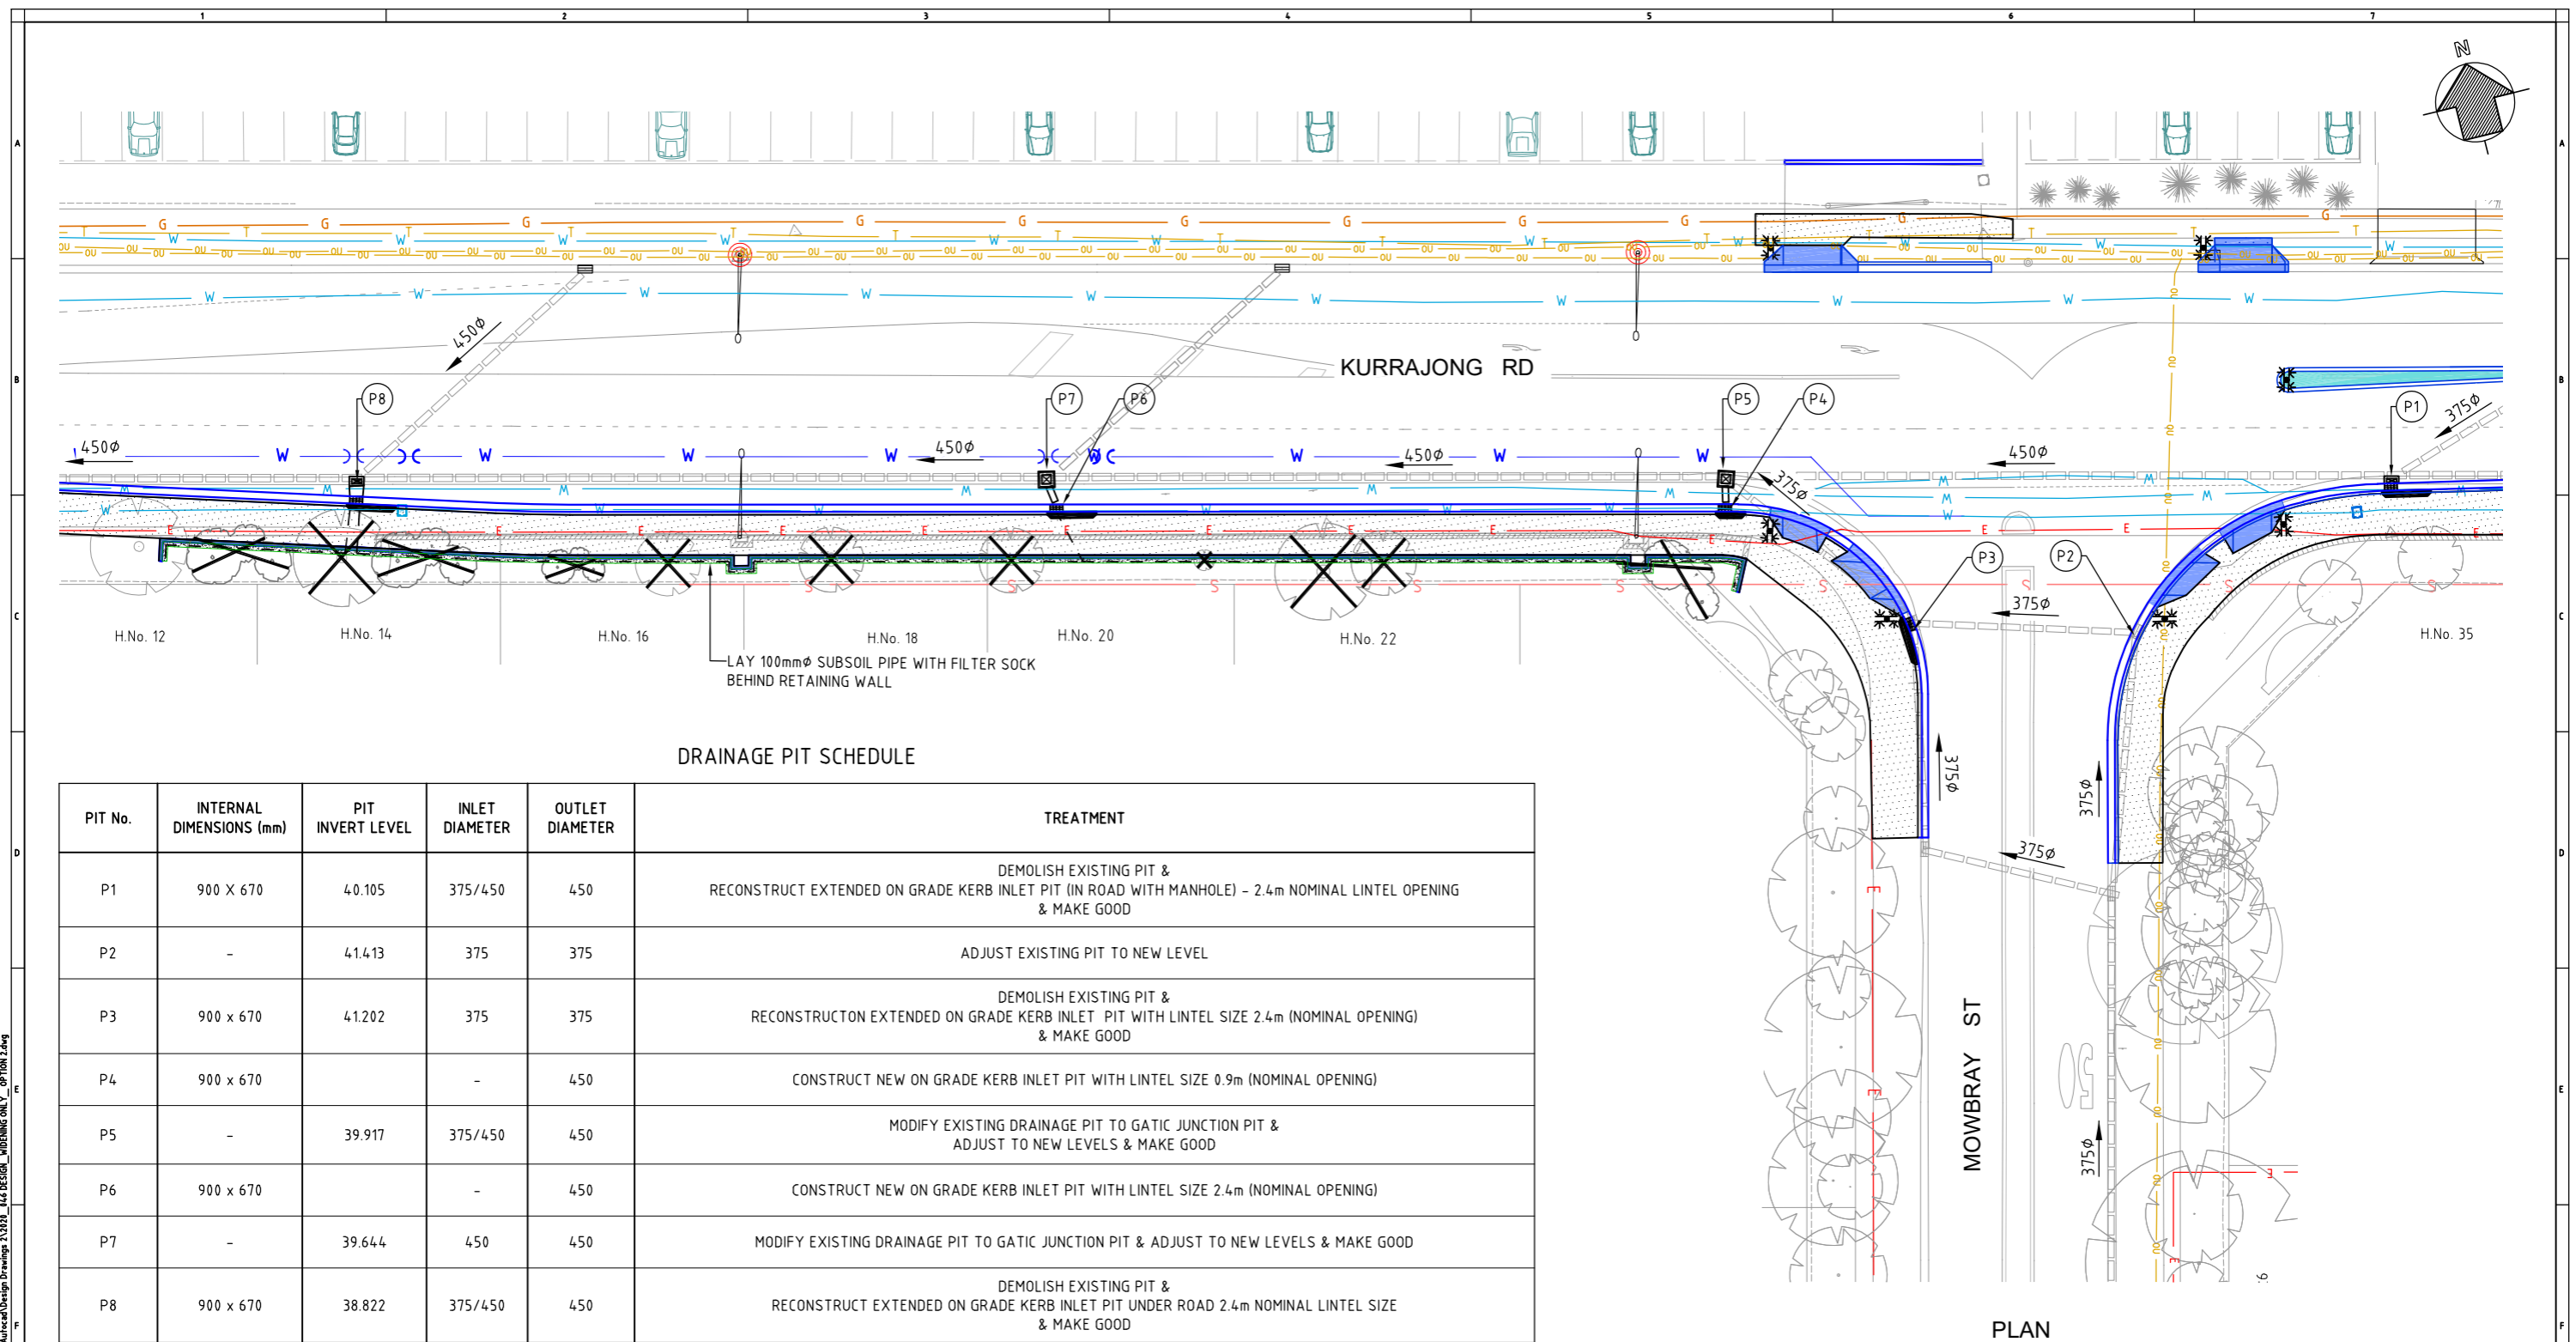 1 2 3 4 5 6 7
N
A A
G G G G G G G G G G G
T T T T T T T T T T
W W W W W W W W W W
OU OU OU OU OU OU OU OU OU OU OU OU
W W W W W W W W W W
450Ø
KURRAJONG RD
B B
P8 P7 P6 P5 P4 P1 375Ø
450Ø W W W W 450Ø W W W 450Ø W 450Ø
375Ø
M M M M M M M M M
W W W W W
E E E E E E E E E E E
P3 P2
S S S S S S S S
375Ø
C C
H.No. 12 H.No. 14 H.No. 16 H.No. 18 H.No. 20 H.No. 22 H.No. 35
LAY 100mmØ SUBSOIL PIPE WITH FILTER SOCK
BEHIND RETAINING WALL
375Ø 375Ø
375Ø
D D
DRAINAGE PIT SCHEDULE
PIT No. INTERNAL DIMENSIONS (mm) PIT INVERT LEVEL INLET DIAMETER OUTLET DIAMETER TREATMENT
P1 900 X 670 40.105 375/450 450 DEMOLISH EXISTING PIT &
RECONSTRUCT EXTENDED ON GRADE KERB INLET PIT (IN ROAD WITH MANHOLE) - 2.4m NOMINAL LINTEL OPENING
& MAKE GOOD
P2 - 41.413 375 375 ADJUST EXISTING PIT TO NEW LEVEL
P3 900 x 670 41.202 375 375 DEMOLISH EXISTING PIT &
RECONSTRUCTON EXTENDED ON GRADE KERB INLET PIT WITH LINTEL SIZE 2.4m (NOMINAL OPENING)
& MAKE GOOD
P4 900 x 670 - 450 CONSTRUCT NEW ON GRADE KERB INLET PIT WITH LINTEL SIZE 0.9m (NOMINAL OPENING)
P5 - 39.917 375/450 450 MODIFY EXISTING DRAINAGE PIT TO GATIC JUNCTION PIT &
ADJUST TO NEW LEVELS & MAKE GOOD
P6 900 x 670 - 450 CONSTRUCT NEW ON GRADE KERB INLET PIT WITH LINTEL SIZE 2.4m (NOMINAL OPENING)
P7 - 39.644 450 450 MODIFY EXISTING DRAINAGE PIT TO GATIC JUNCTION PIT & ADJUST TO NEW LEVELS & MAKE GOOD
P8 900 x 670 38.822 375/450 450 DEMOLISH EXISTING PIT &
RECONSTRUCT EXTENDED ON GRADE KERB INLET PIT UNDER ROAD 2.4m NOMINAL LINTEL SIZE
& MAKE GOOD
E E
MOWBRAY ST
375Ø
F F
PLAN